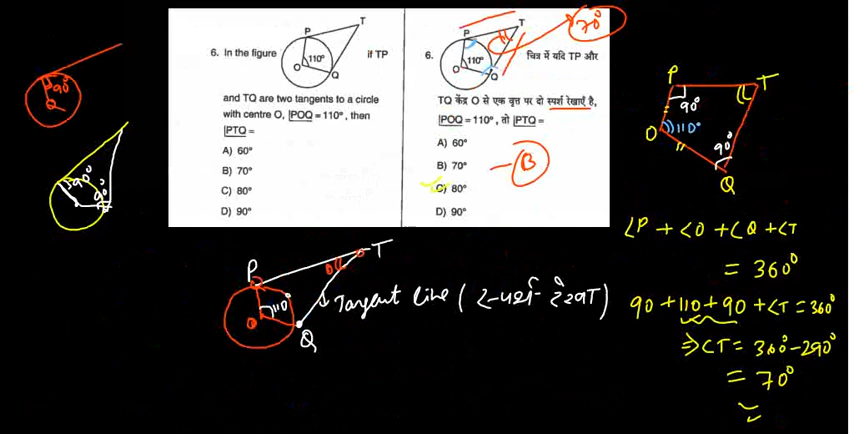 90°
90°
90°
P
T
110°
O
Q
6. In the figure
if TP
and TQ are two tangents to a circle
with centre O, |POQ = 110°, then
|PTQ =
A) 60°
B) 70°
C) 80°
D) 90°
P
T
110°
O
Q
70°
6.
चित्र में यदि TP और
TQ केंद्र O से एक वृत्त पर दो स्पर्श रेखाएँ है,
|POQ = 110°, तो |PTQ =
A) 60°
B) 70°
C) 80°
D) 90°
B
P
T
110°
Q
Tangent line (स्पर्श रेखा)
P
T
90°
O
110°
90°
Q
∠P + ∠O + ∠Q + ∠T
= 360°
90 + 110 + 90 + ∠T = 360°
⇒ ∠T = 360° - 290°
= 70°